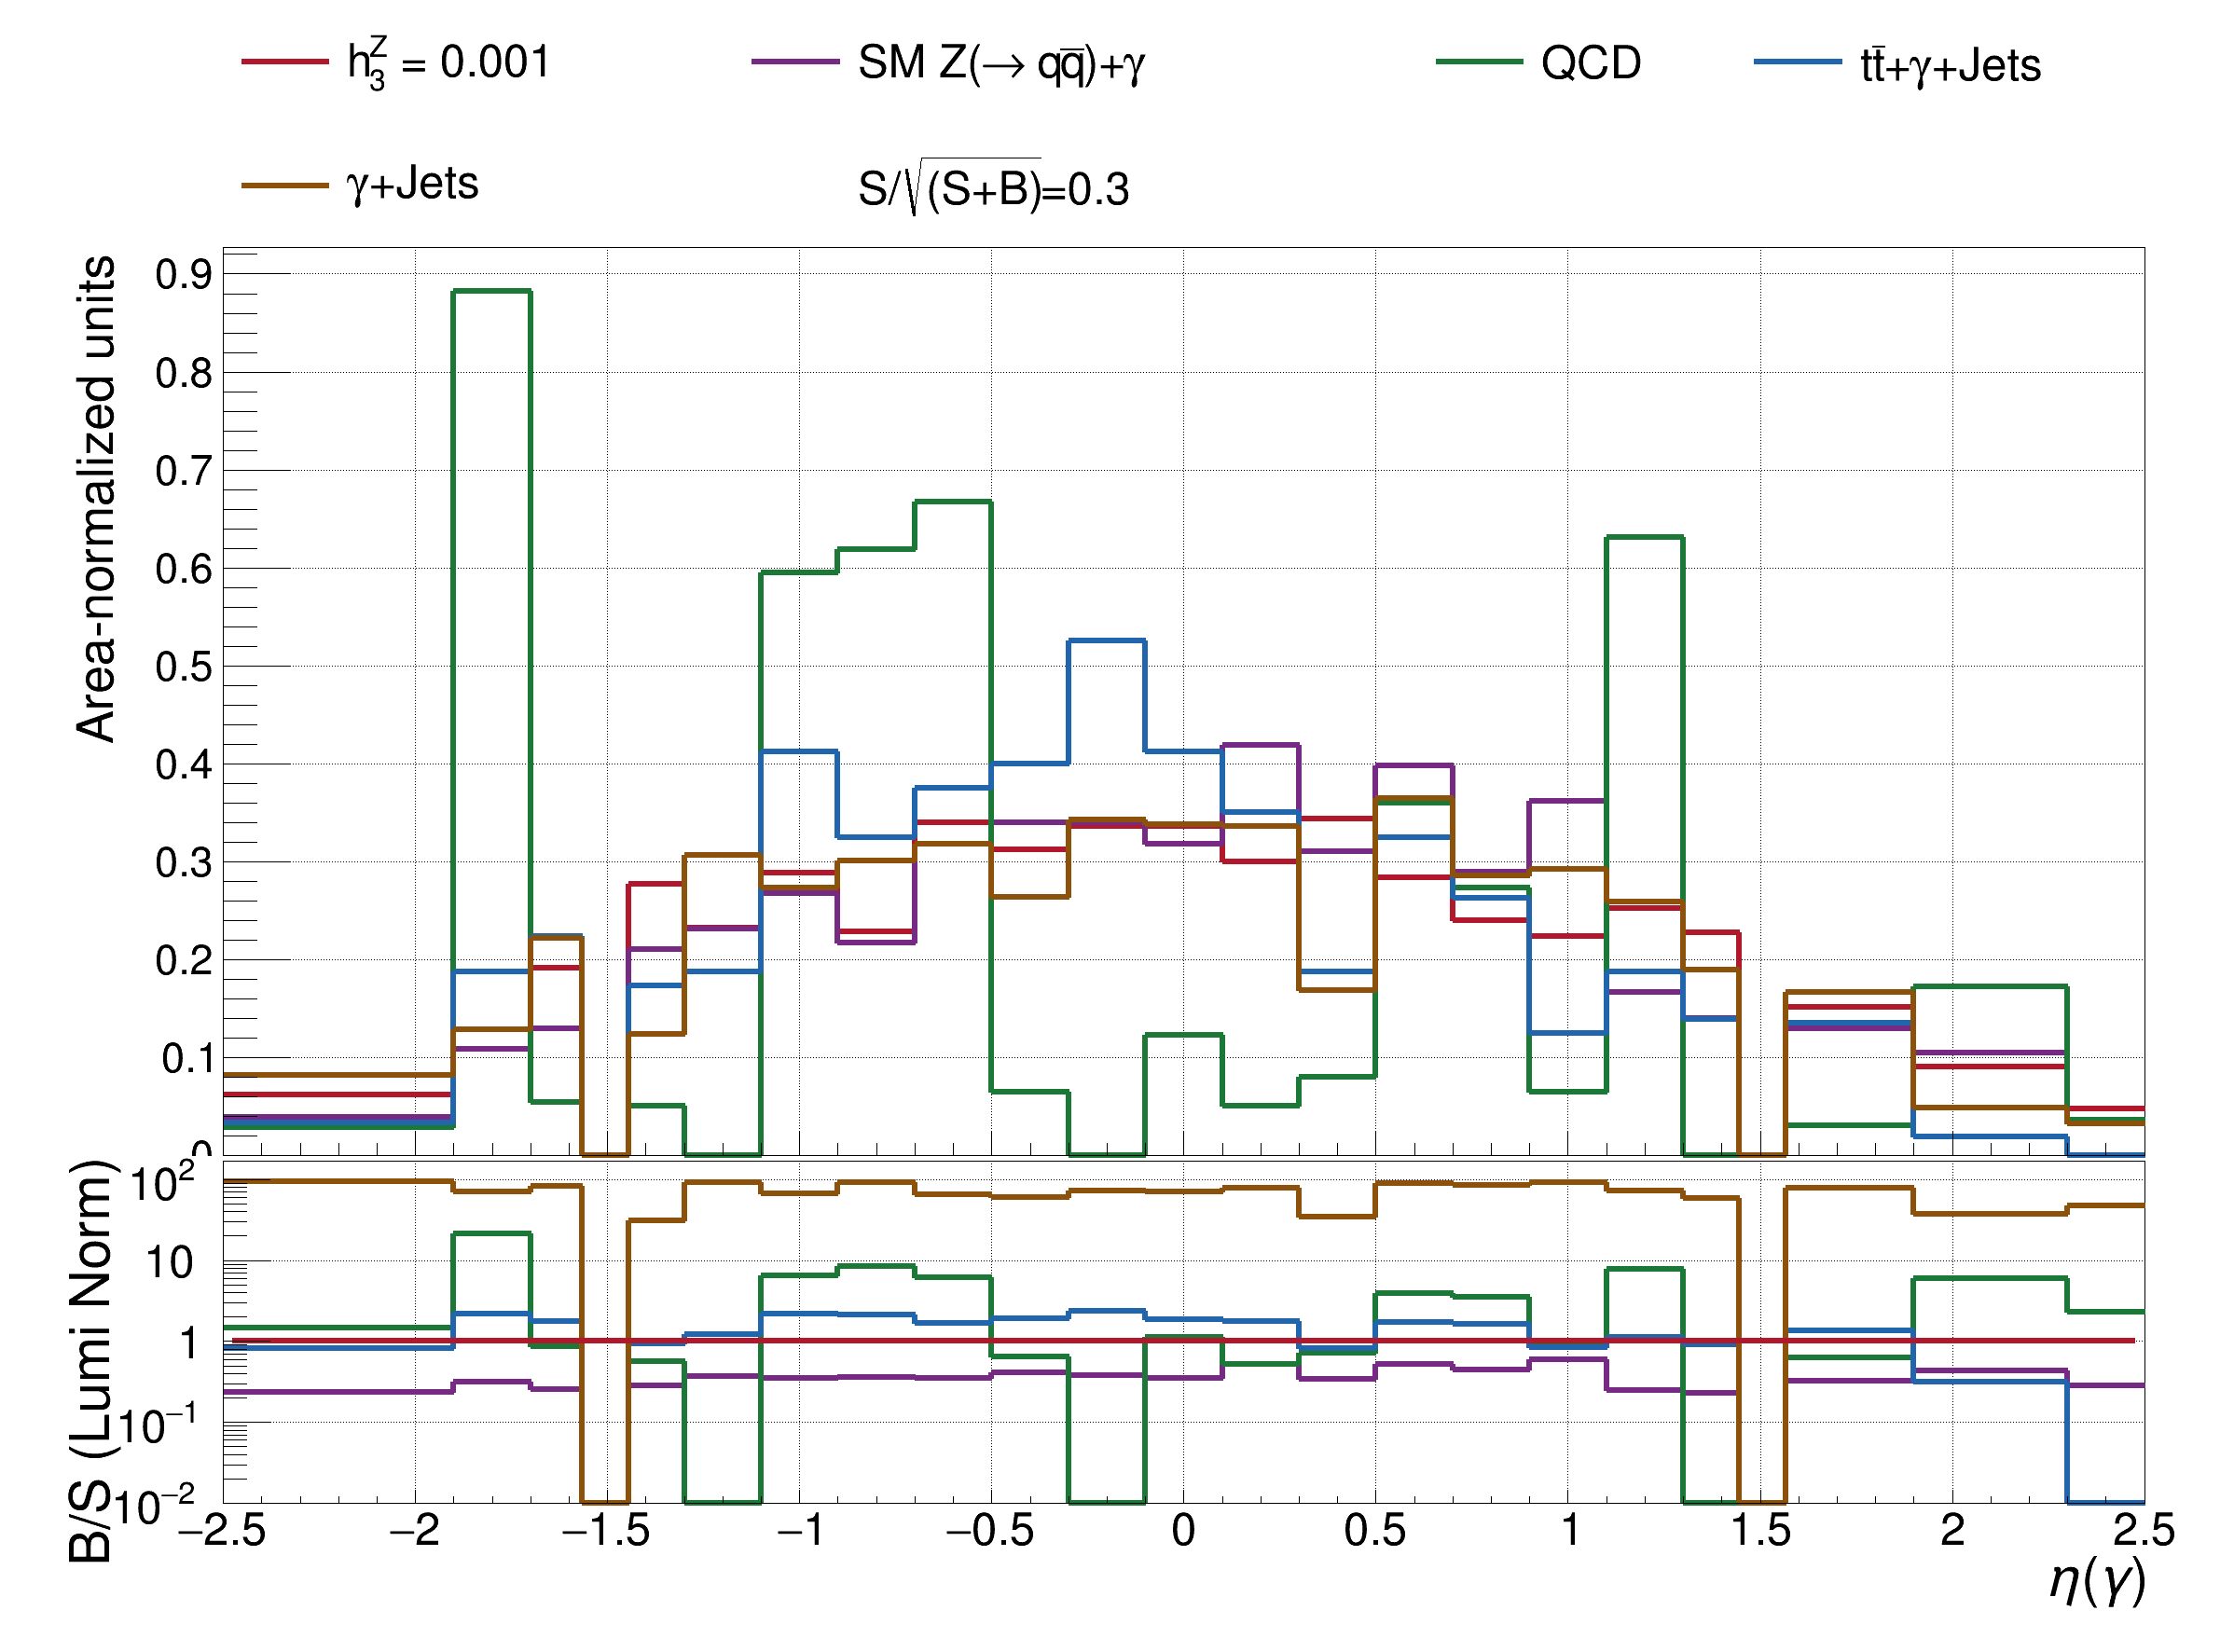 h₃ᶻ = 0.001
SM Z(→ qq̅)+γ
QCD
tt̄+γ+Jets
γ+Jets
S/√(S+B)=0.3
Area-normalized units
0.9
0.8
0.7
0.6
0.5
0.4
0.3
0.2
0.1
0
B/S (Lumi Norm)
10²
10
1
10⁻¹
10⁻²
−2.5 −2 −1.5 −1 −0.5 0 0.5 1 1.5 2 2.5
η(γ)